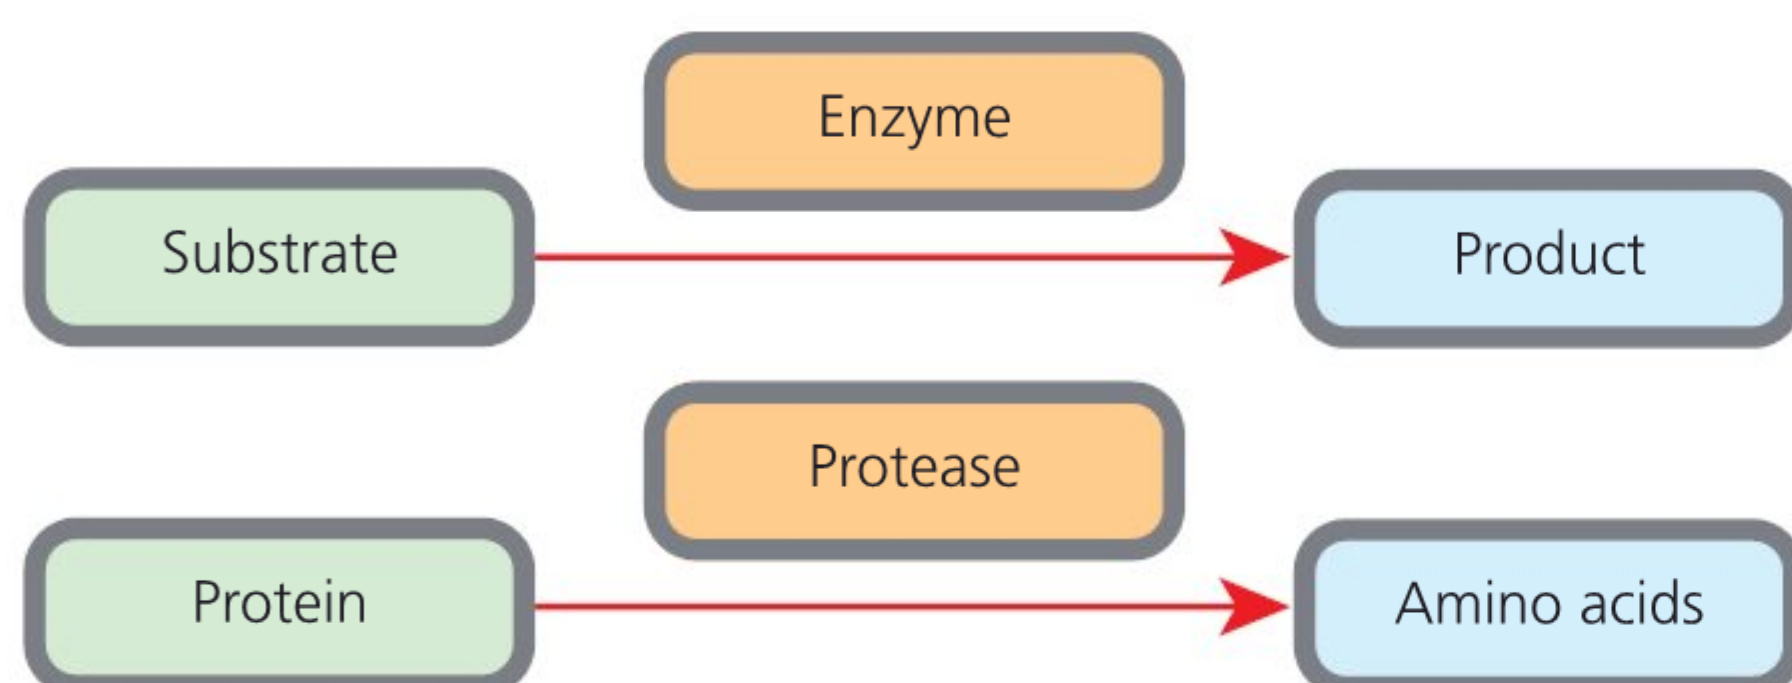 Enzyme
Substrate
Product
Protease
Protein
Amino acids